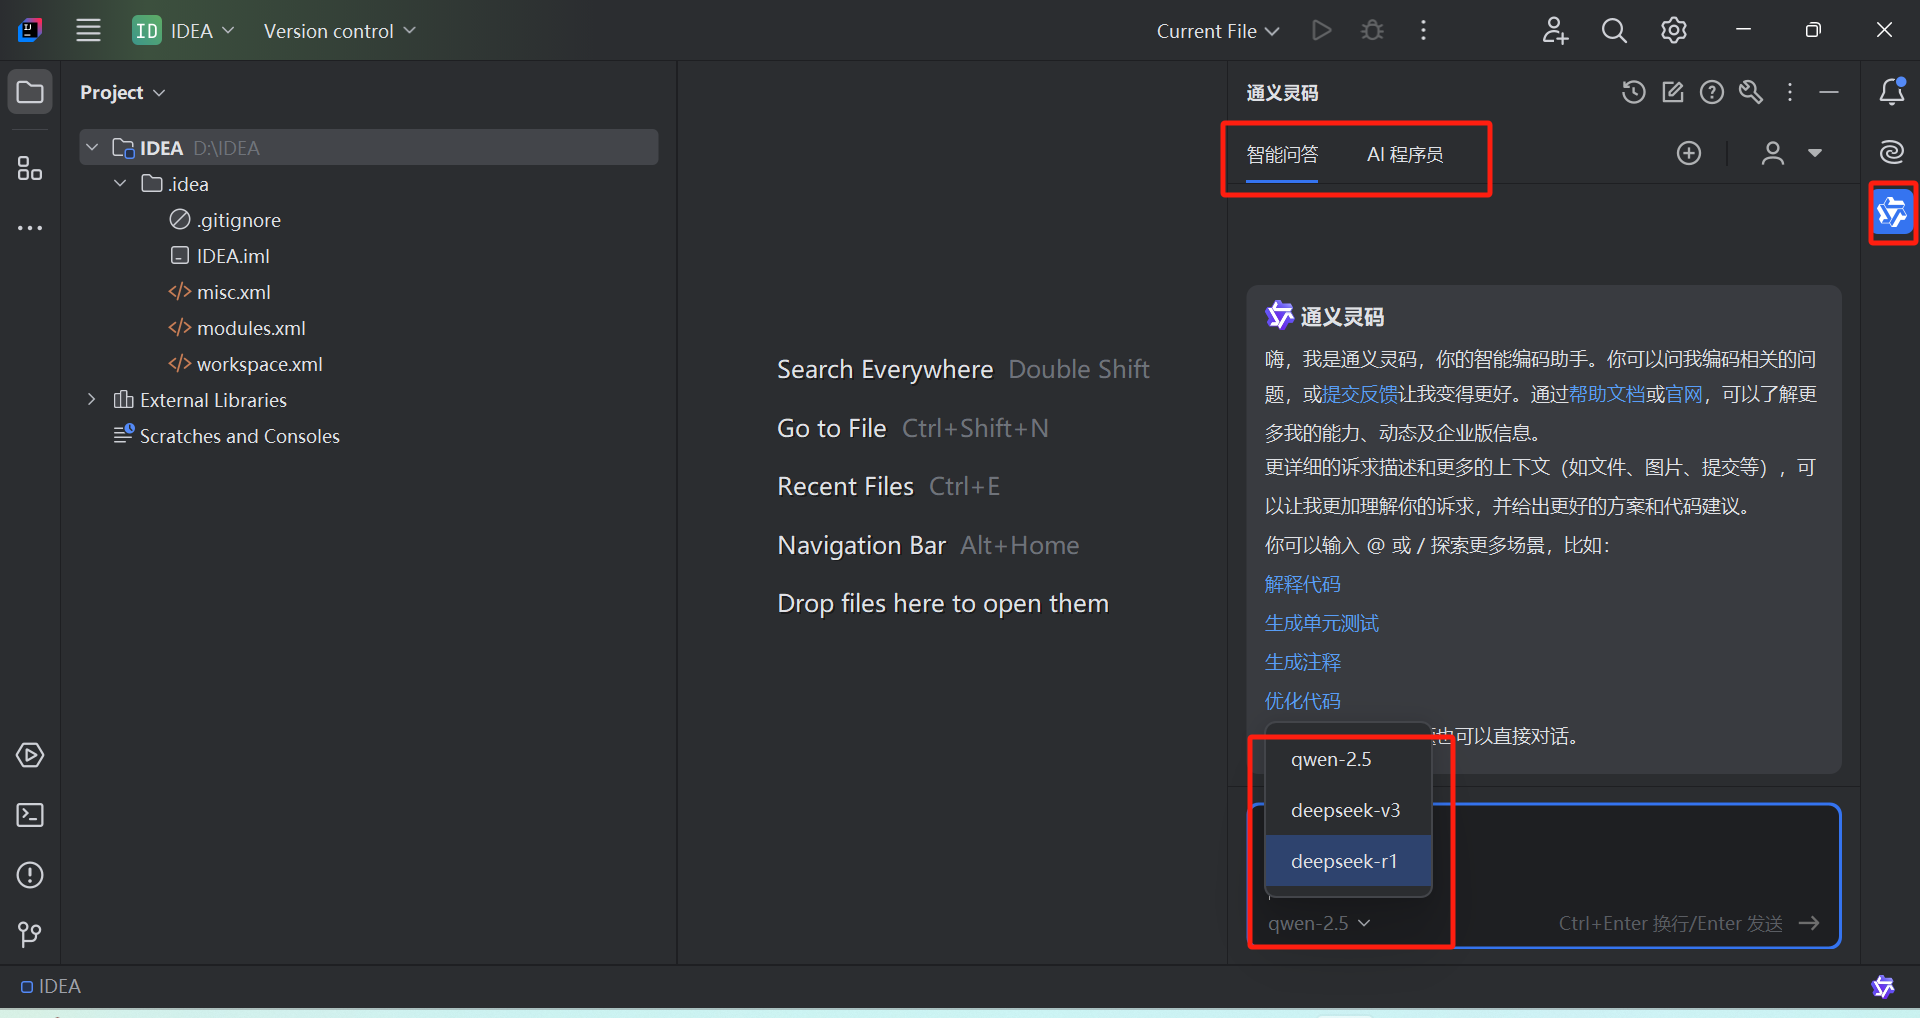 ID IDEA Version control Current File
Project
IDEA D:\IDEA
.idea
.gitignore
IDEA.iml
misc.xml
modules.xml
workspace.xml
External Libraries
Scratches and Consoles
Search Everywhere Double Shift
Go to File Ctrl+Shift+N
Recent Files Ctrl+E
Navigation Bar Alt+Home
Drop files here to open them
通义灵码
智能问答 AI 程序员
通义灵码
嗨，我是通义灵码，你的智能编码助手。你可以问我编码相关的问
题，或提交反馈让我变得更好。通过帮助文档或官网，可以了解更
多我的能力、动态及企业版信息。
更详细的诉求描述和更多的上下文（如文件、图片、提交等），可
以让我更加理解你的诉求，并给出更好的方案和代码建议。
你可以输入 @ 或 / 探索更多场景，比如：
解释代码
生成单元测试
生成注释
优化代码
也可以直接对话。
qwen-2.5
deepseek-v3
deepseek-r1
qwen-2.5 Ctrl+Enter 换行/Enter 发送
IDEA